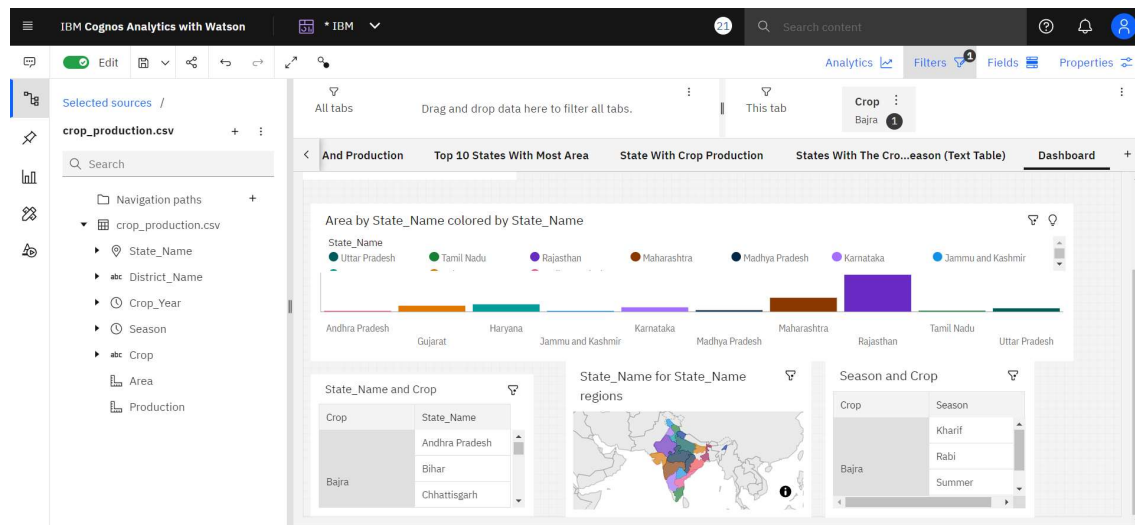 IBM Cognos Analytics with Watson
* IBM
21
Search content
Edit
Analytics
Filters
1
Fields
Properties
Selected sources /
crop_production.csv
Search
Navigation paths
crop_production.csv
State_Name
abc District_Name
Crop_Year
Season
abc Crop
Area
Production
All tabs
Drag and drop data here to filter all tabs.
This tab
Crop
Bajra 1
And Production
Top 10 States With Most Area
State With Crop Production
States With The Cro...eason (Text Table)
Dashboard
Area by State_Name colored by State_Name
State_Name
Uttar Pradesh
Tamil Nadu
Rajasthan
Maharashtra
Madhya Pradesh
Karnataka
Jammu and Kashmir
Andhra Pradesh
Gujarat
Haryana
Jammu and Kashmir
Karnataka
Madhya Pradesh
Maharashtra
Rajasthan
Tamil Nadu
Uttar Pradesh
State_Name and Crop
Crop
State_Name
Bajra
Andhra Pradesh
Bihar
Chhattisgarh
State_Name for State_Name
regions
Season and Crop
Crop
Season
Bajra
Kharif
Rabi
Summer